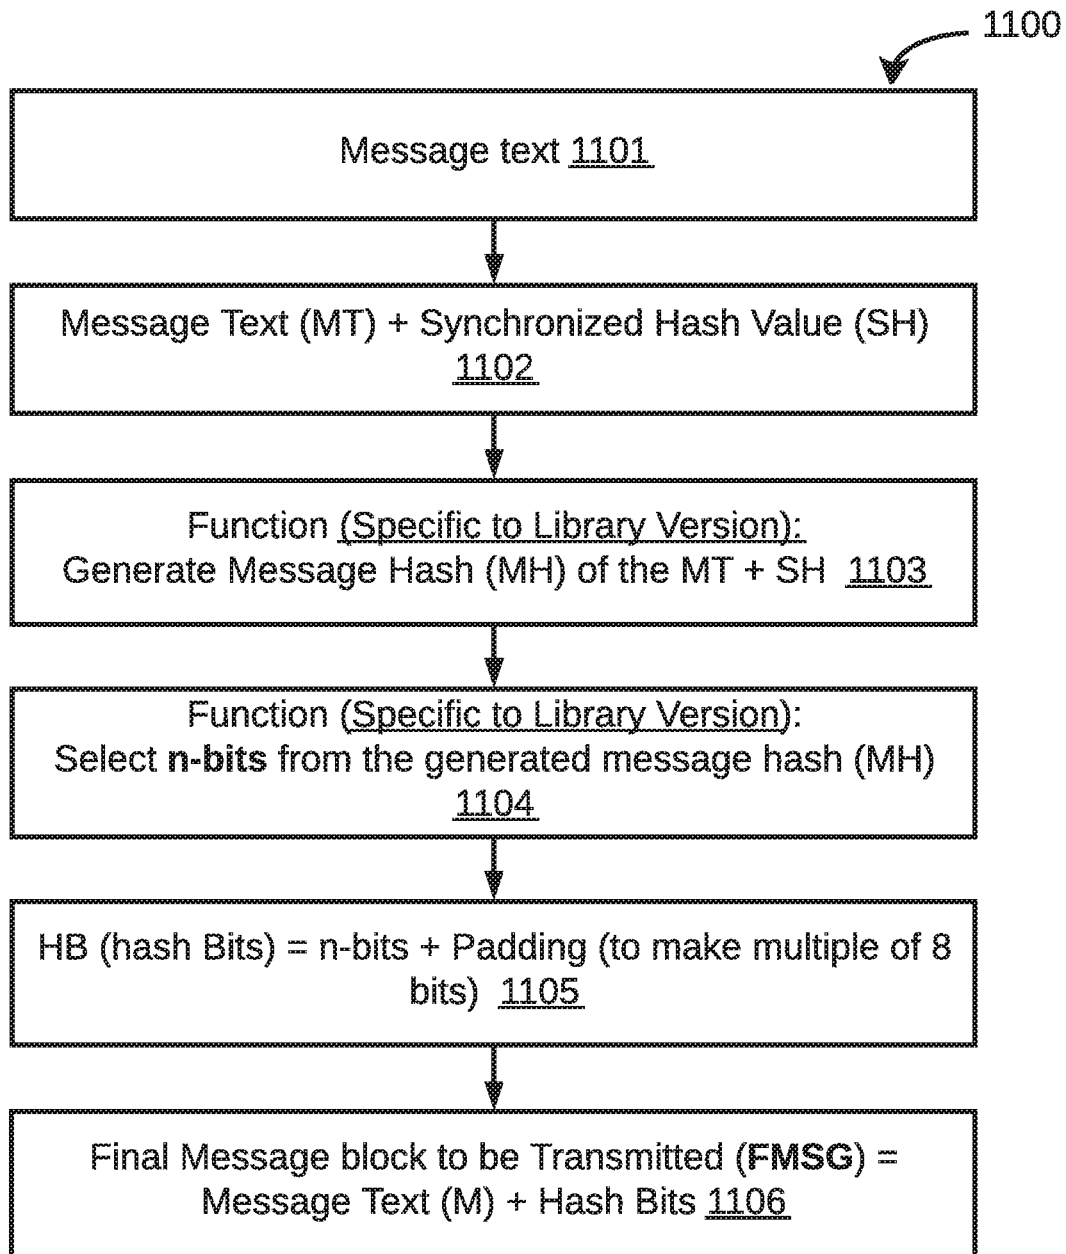 1100
Message text 1101
Message Text (MT) + Synchronized Hash Value (SH)
1102
Function (Specific to Library Version):
Generate Message Hash (MH) of the MT + SH 1103
Function (Specific to Library Version):
Select n-bits from the generated message hash (MH)
1104
HB (hash Bits) = n-bits + Padding (to make multiple of 8
bits) 1105
Final Message block to be Transmitted (FMSG) =
Message Text (M) + Hash Bits 1106